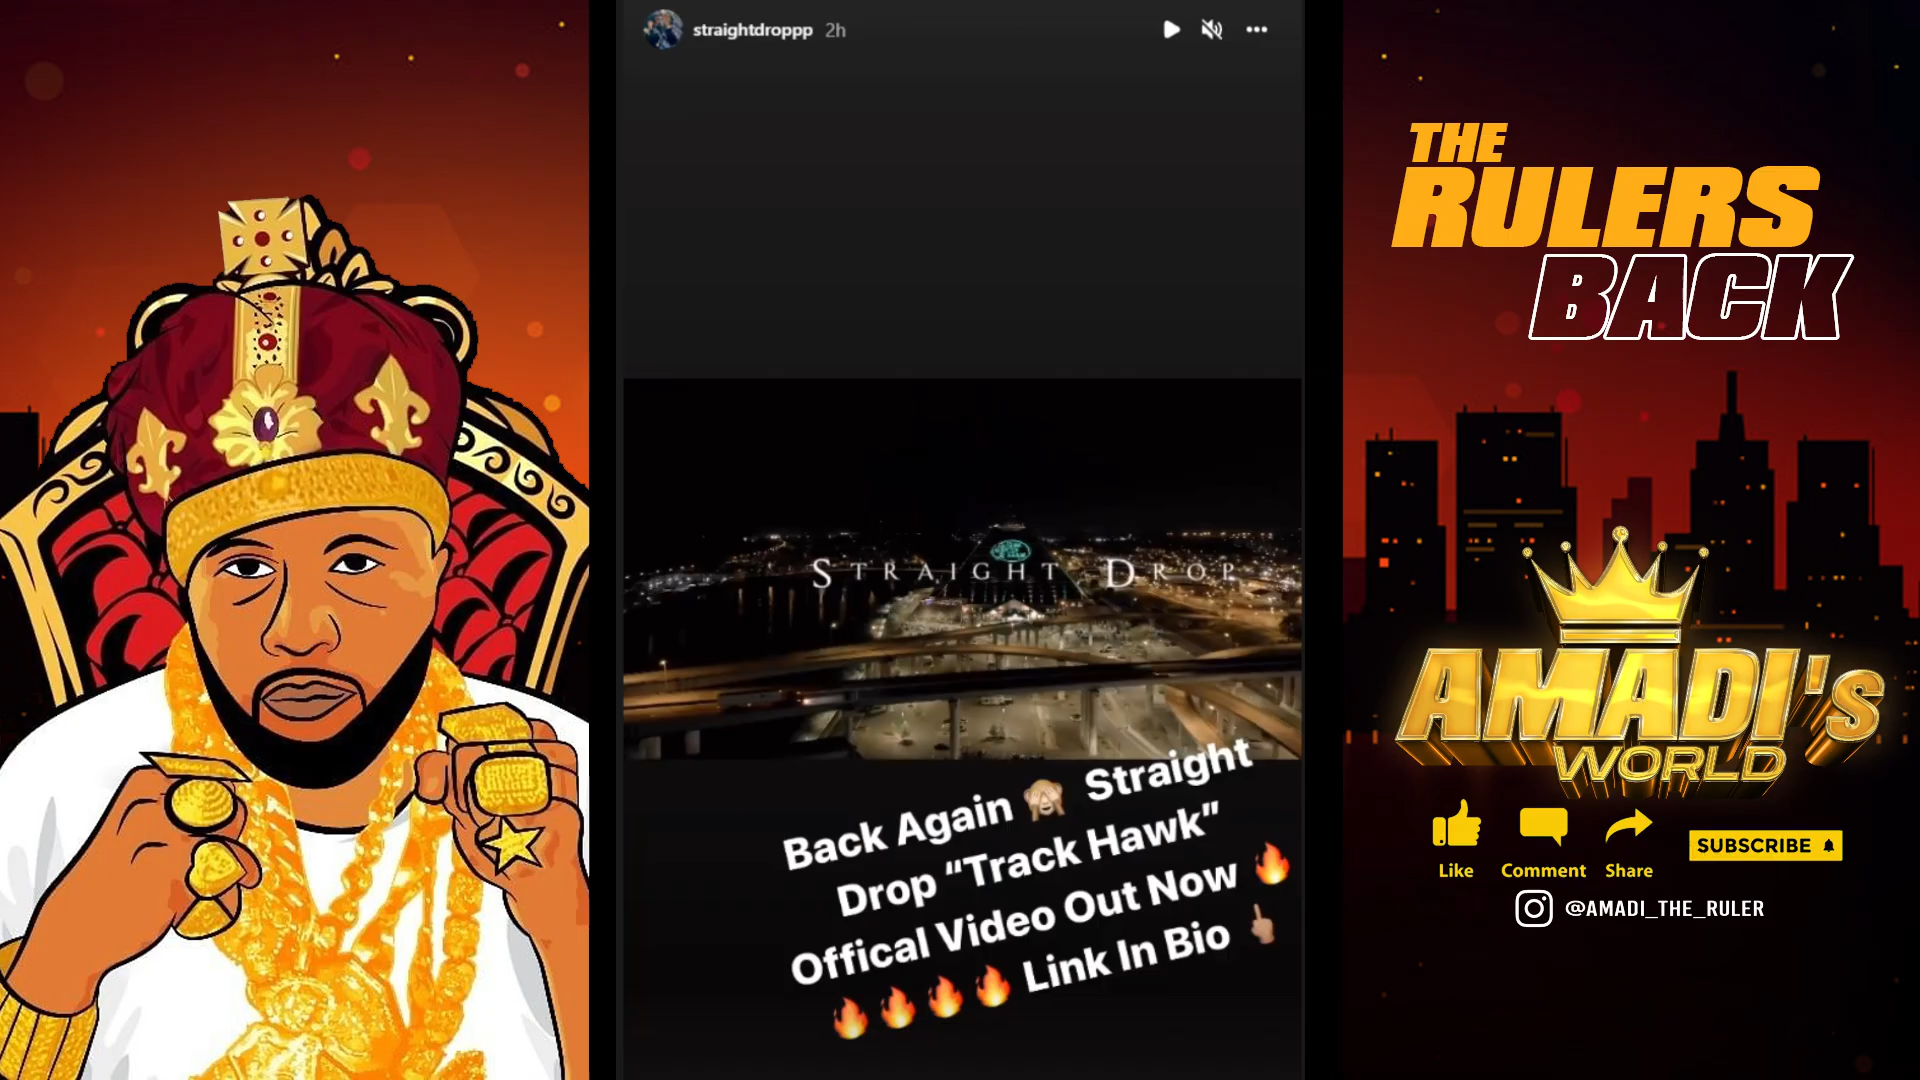 straightdroppp 2h
STRAIGHT DROP
Back Again 🙈 Straight
Drop “Track Hawk”
Offical Video Out Now 🔥
🔥🔥🔥🔥 Link In Bio 🖕🏼
THE
RULERS
BACK
AMADI's
WORLD
Like Comment Share
SUBSCRIBE
@AMADI_THE_RULER